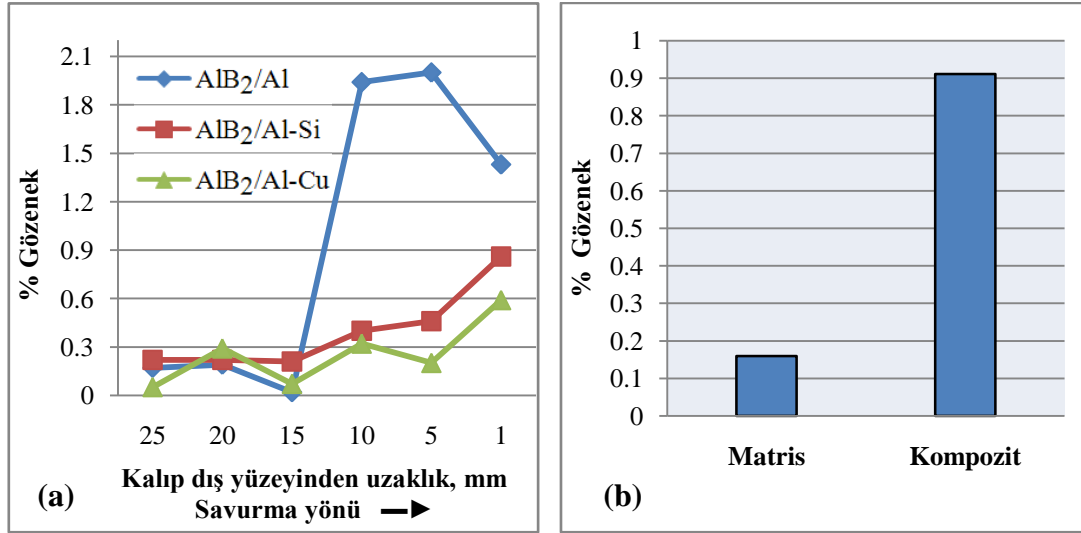 2.1
1.8
1.5
1.2
0.9
0.6
0.3
0
% Gözenek
AlB2/Al
AlB2/Al-Si
AlB2/Al-Cu
25 20 15 10 5 1
Kalıp dış yüzeyinden uzaklık, mm
Savurma yönü
(a)
1
0.9
0.8
0.7
0.6
0.5
0.4
0.3
0.2
0.1
0
% Gözenek
Matris Kompozit
(b)